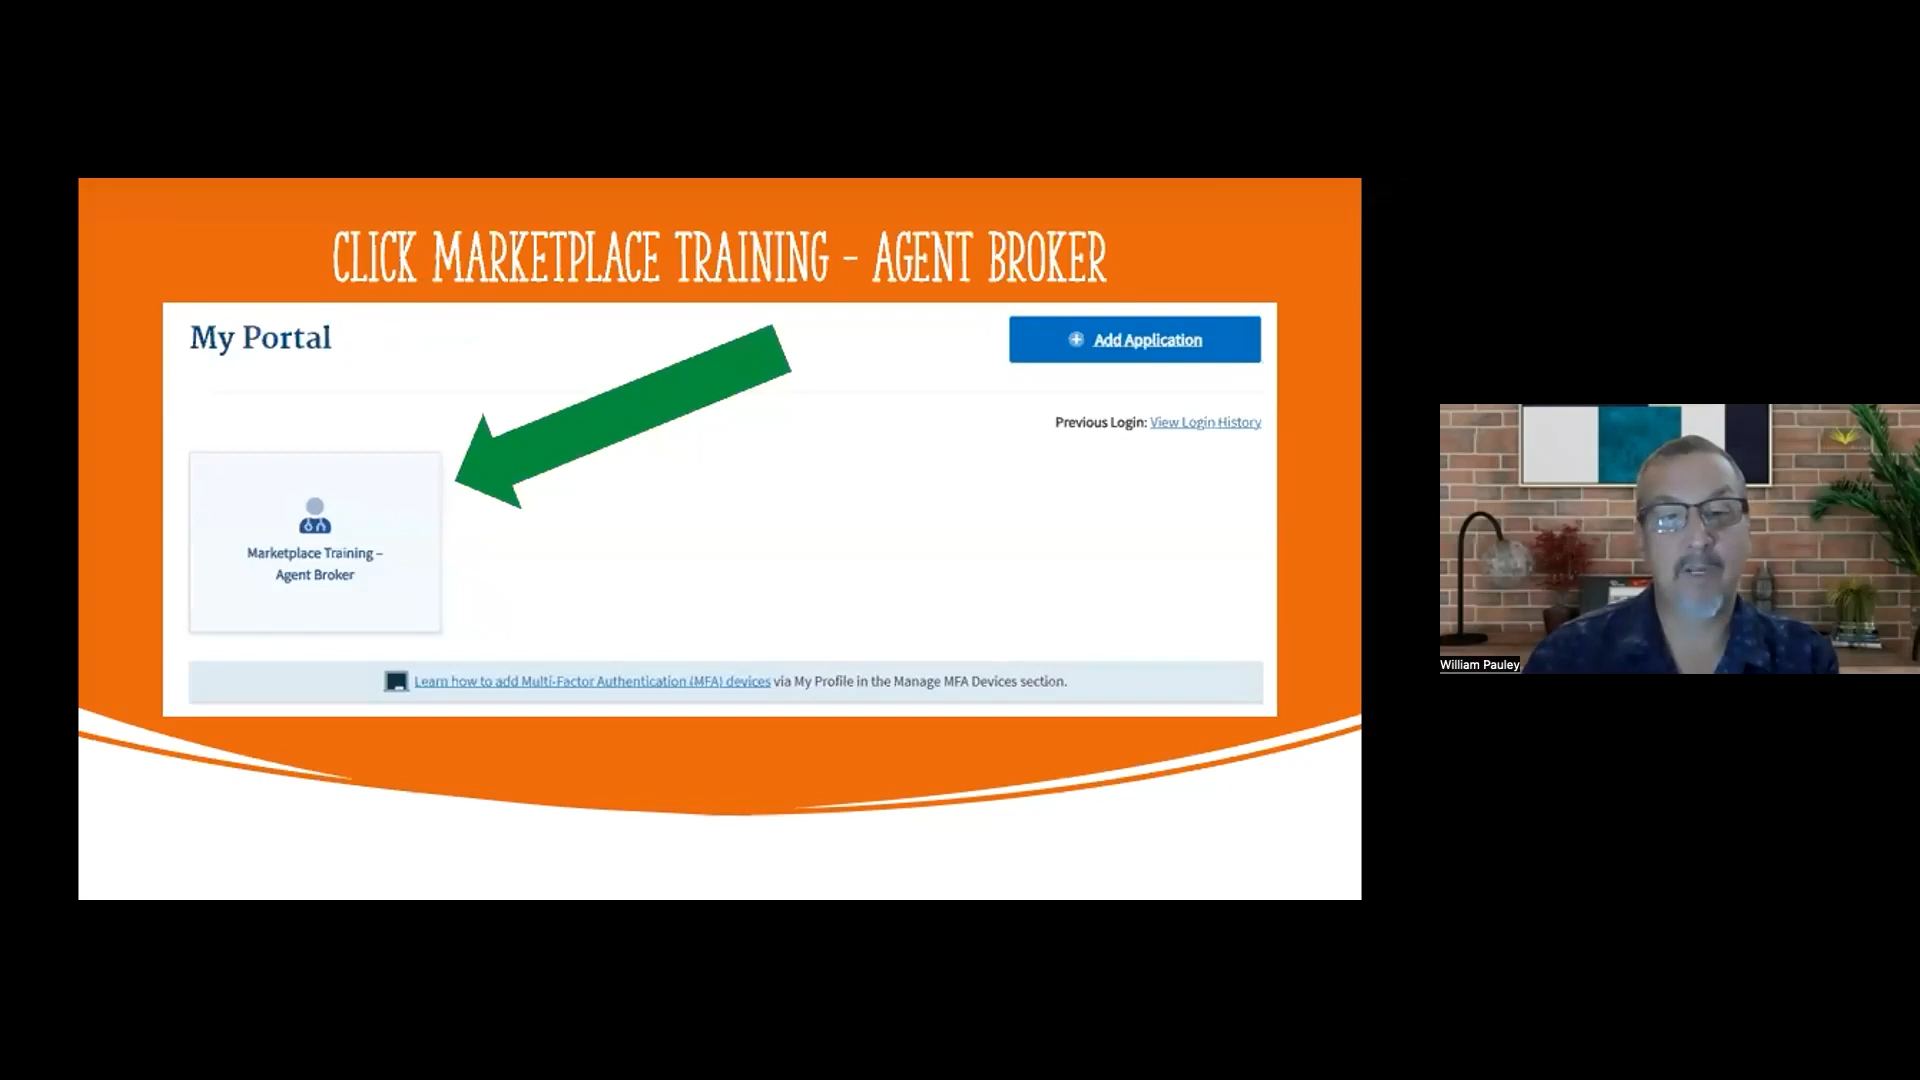 CLICK MARKETPLACE TRAINING - AGENT BROKER
My Portal
Add Application
Previous Login: View Login History
Marketplace Training –
Agent Broker
Learn how to add Multi-Factor Authentication (MFA) devices via My Profile in the Manage MFA Devices section.
William Pauley